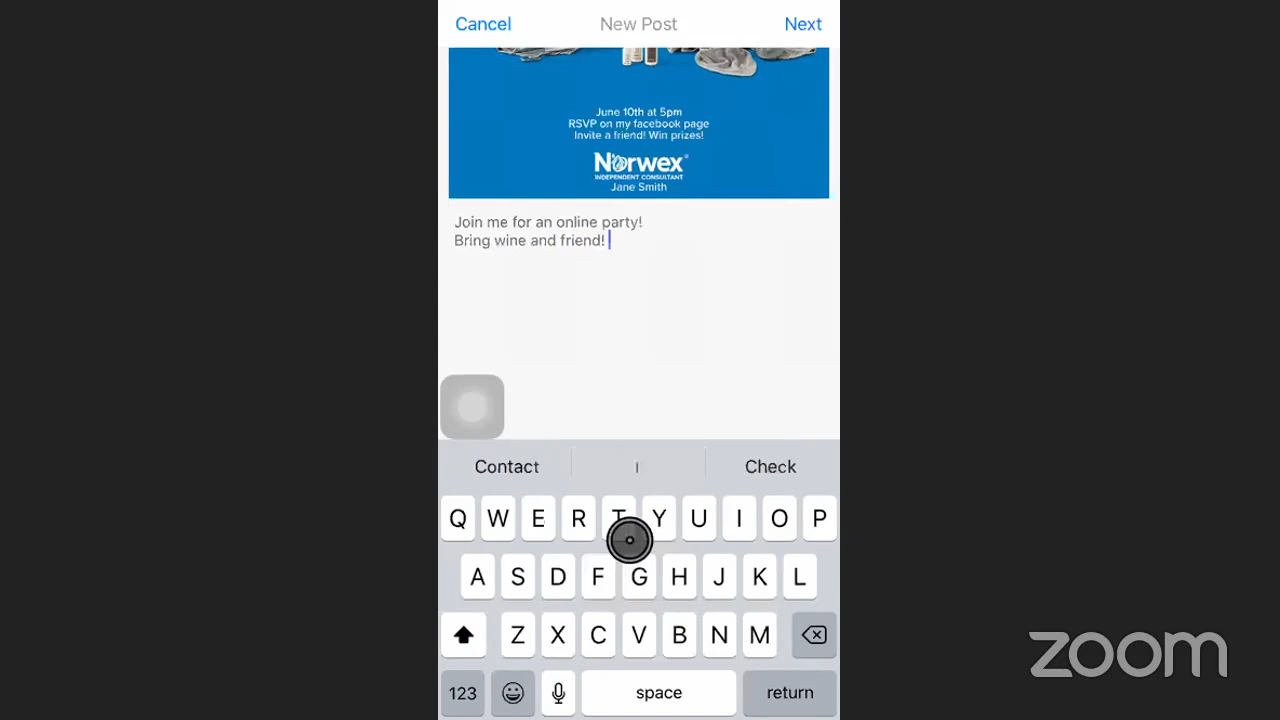 Cancel New Post Next
June 10th at 5pm
RSVP on my facebook page
Invite a friend! Win prizes!
Norwex®
INDEPENDENT CONSULTANT
Jane Smith
Join me for an online party!
Bring wine and friend!
Contact I Check
Q W E R T Y U I O P
A S D F G H J K L
Z X C V B N M
123 space return
zoom